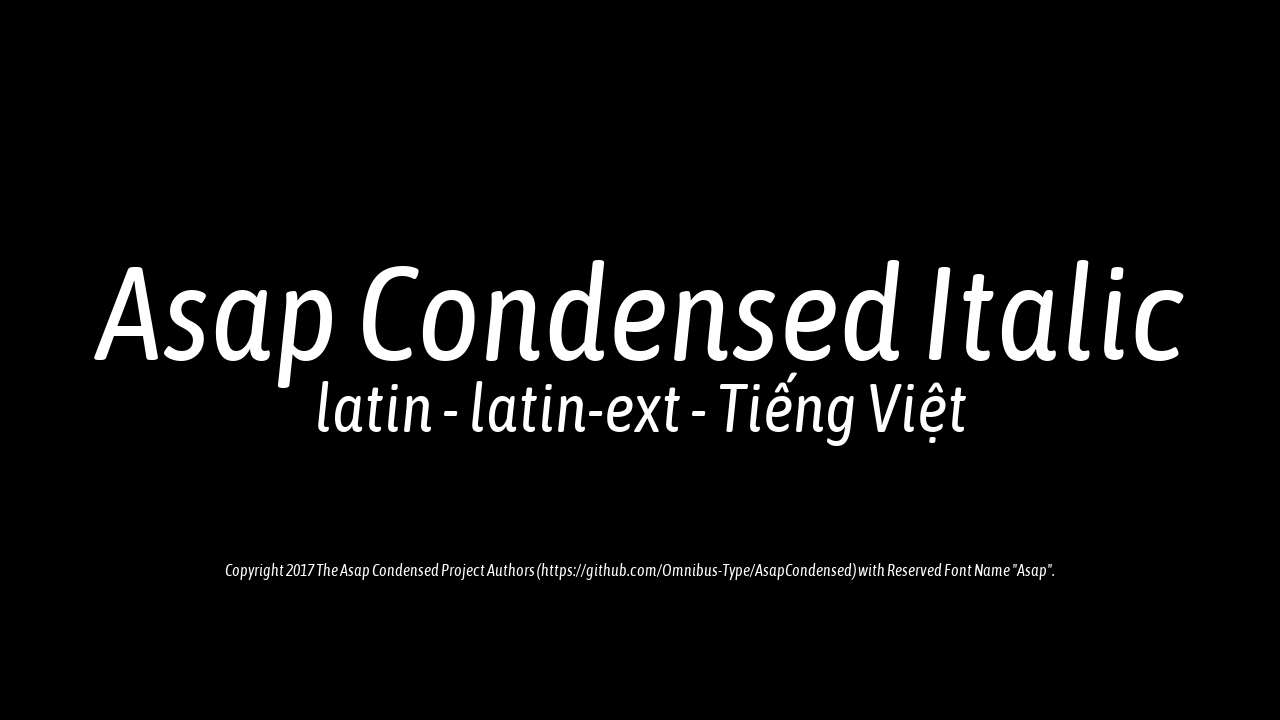 Asap Condensed Italic
latin - latin-ext - Tiếng Việt
Copyright 2017 The Asap Condensed Project Authors (https://github.com/Omnibus-Type/AsapCondensed) with Reserved Font Name "Asap".